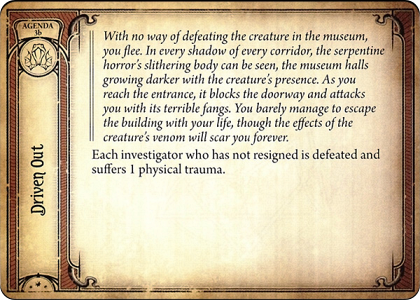 AGENDA
3b
Driven Out
With no way of defeating the creature in the museum,
you flee. In every shadow of every corridor, the serpentine
horror's slithering body can be seen, the museum halls
growing darker with the creature's presence. As you
reach the entrance, it blocks the doorway and attacks
you with its terrible fangs. You barely manage to escape
the building with your life, though the effects of the
creature's venom will scar you forever.
Each investigator who has not resigned is defeated and
suffers 1 physical trauma.